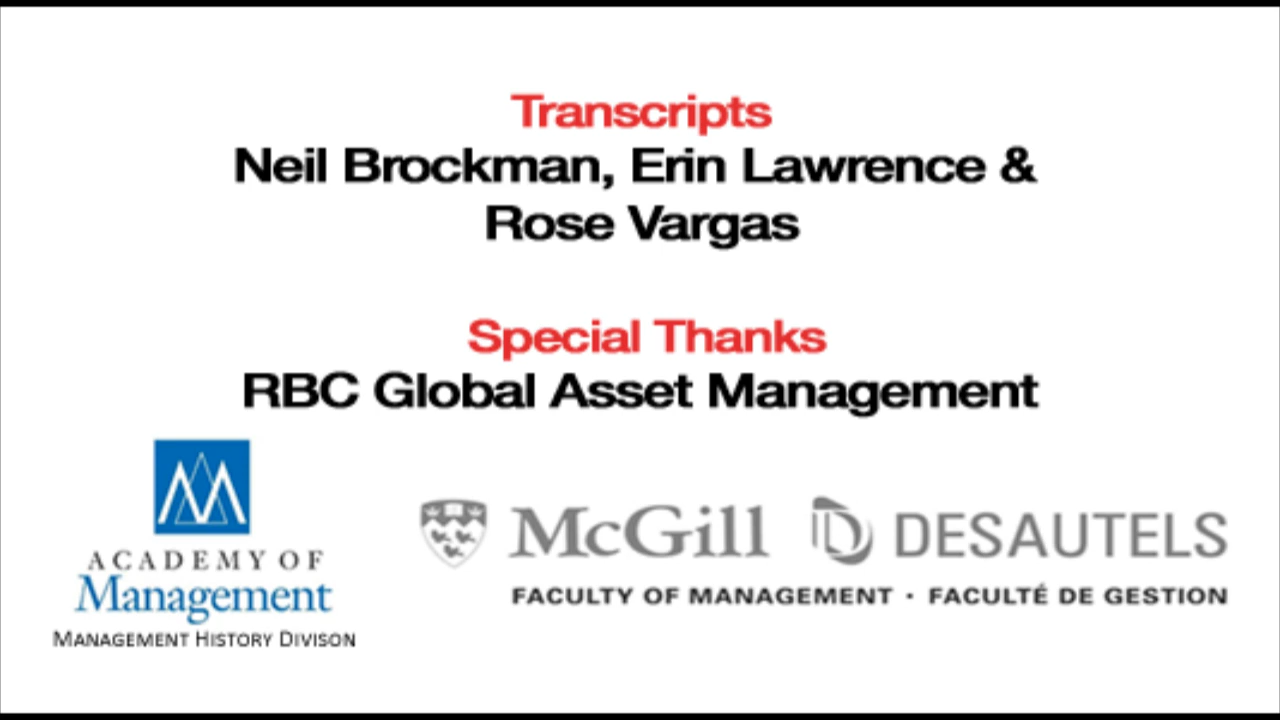 Transcripts
Neil Brockman, Erin Lawrence &
Rose Vargas
Special Thanks
RBC Global Asset Management
ACADEMY OF
Management
MANAGEMENT HISTORY DIVISON
McGill DESAUTELS
FACULTY OF MANAGEMENT · FACULTÉ DE GESTION